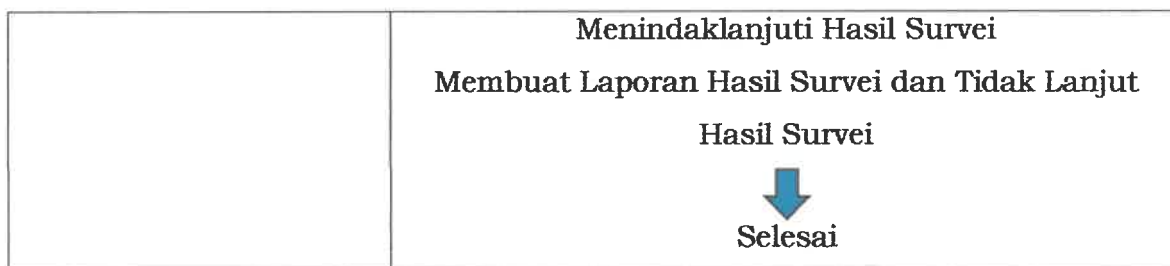 Menindaklanjuti Hasil Survei
Membuat Laporan Hasil Survei dan Tidak Lanjut
Hasil Survei
Selesai